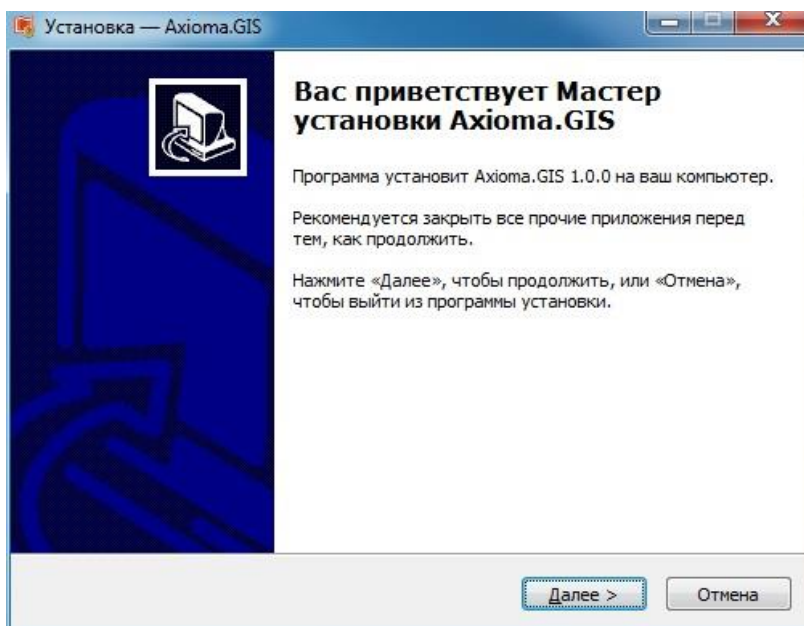 Установка — Axioma.GIS
Вас приветствует Мастер
установки Axioma.GIS
Программа установит Axioma.GIS 1.0.0 на ваш компьютер.
Рекомендуется закрыть все прочие приложения перед
тем, как продолжить.
Нажмите «Далее», чтобы продолжить, или «Отмена»,
чтобы выйти из программы установки.
Далее >
Отмена